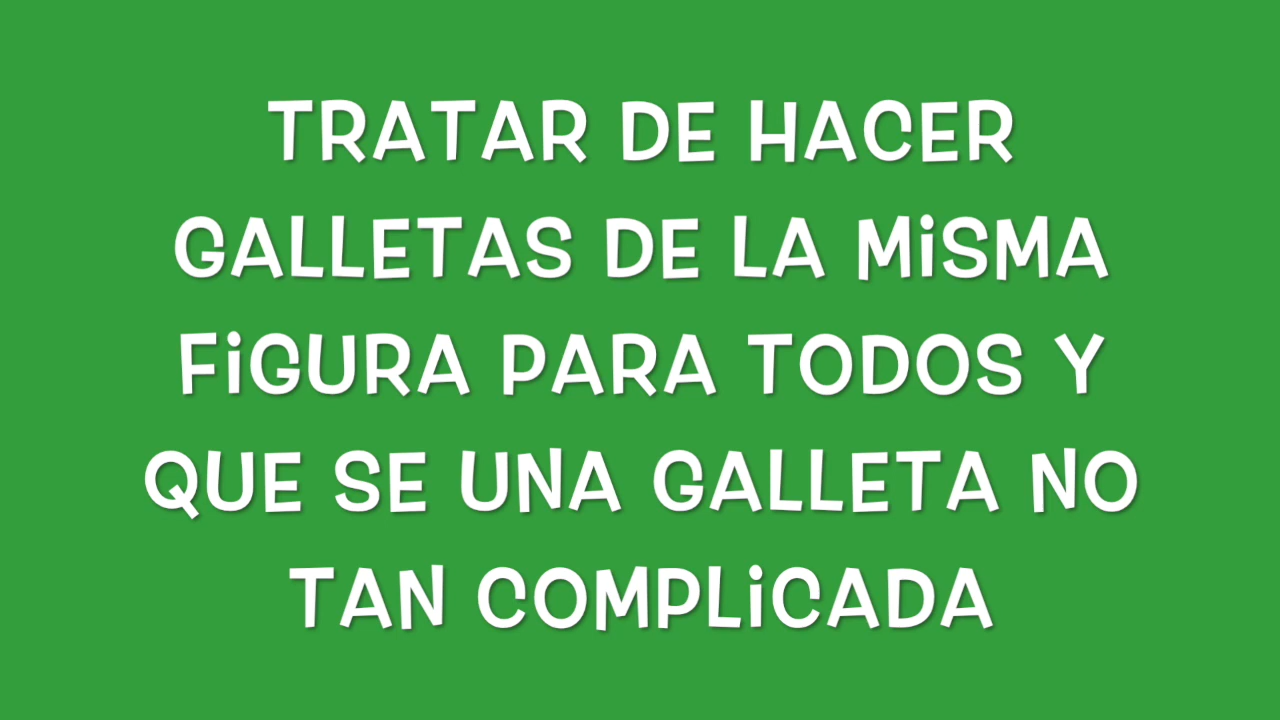 TRATAR DE HACER
GALLETAS DE LA MiSMA
FiGURA PARA TODOS Y
QUE SE UNA GALLETA NO
TAN COMPLiCADA